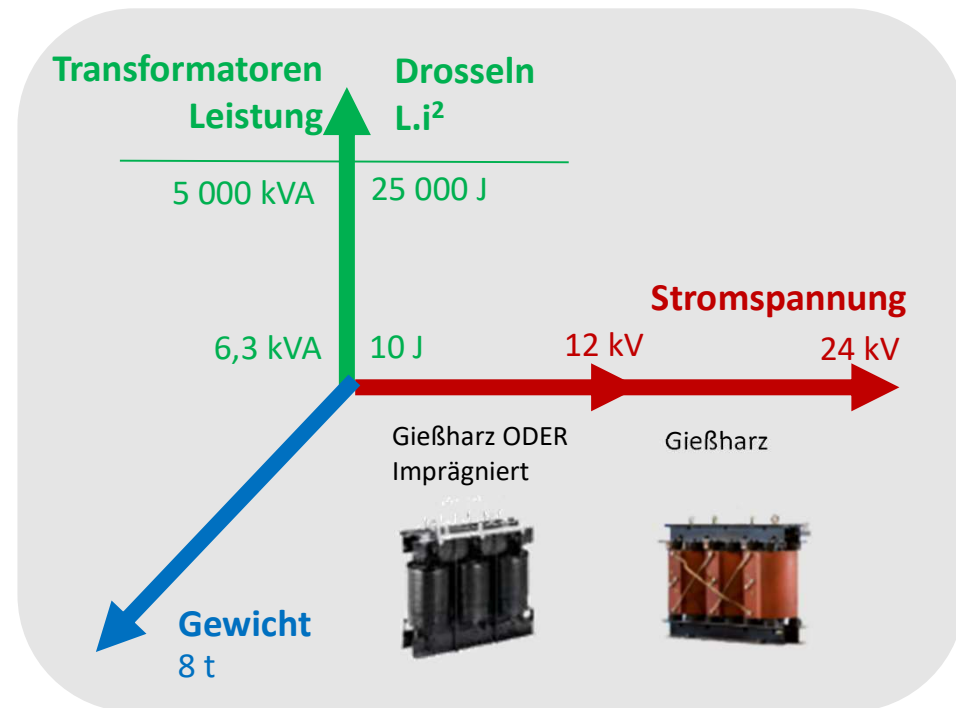 Transformatoren
Leistung
Drosseln
L.i²
5 000 kVA
25 000 J
Stromspannung
6,3 kVA
10 J
12 kV
24 kV
Gießharz ODER
Imprägniert
Gießharz
Gewicht
8 t